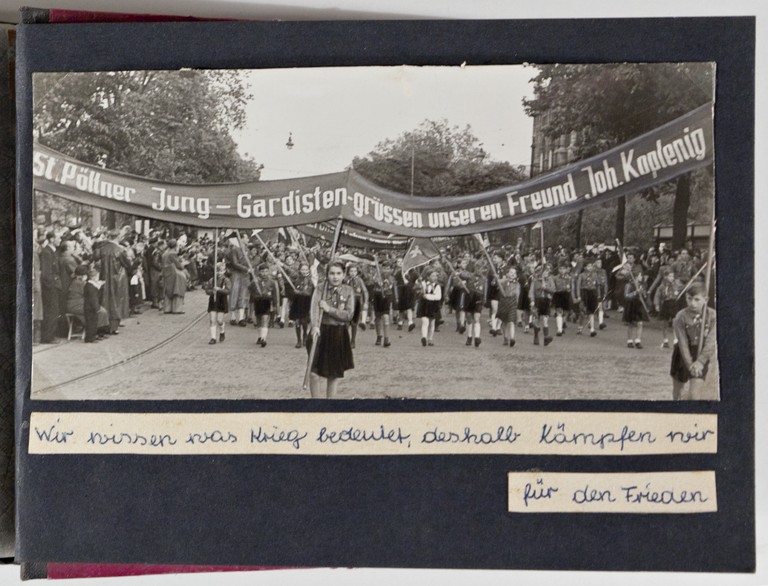 St. Pöllner Jung - Gardisten - grüssen unseren Freund Joh. Koplenig
Wir wissen was Krieg bedeutet, deshalb Kämpfen wir
für den Frieden